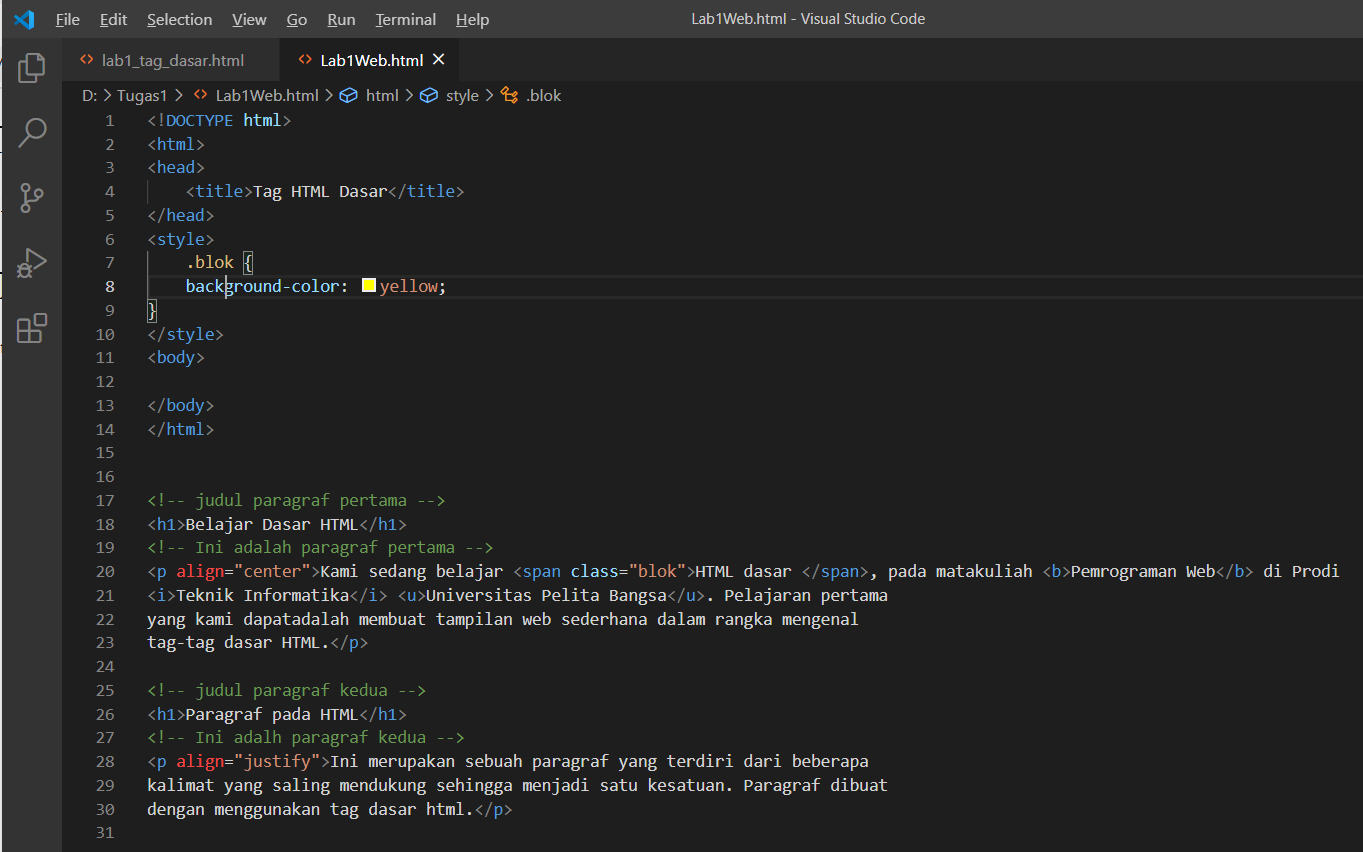 File Edit Selection View Go Run Terminal Help Lab1Web.html - Visual Studio Code
lab1_tag_dasar.html Lab1Web.html
D: > Tugas1 > Lab1Web.html > html > style > .blok
1 <!DOCTYPE html>
2 <html>
3 <head>
4 <title>Tag HTML Dasar</title>
5 </head>
6 <style>
7 .blok {
8 background-color: yellow;
9 }
10 </style>
11 <body>
12
13 </body>
14 </html>
15
16
17 <!-- judul paragraf pertama -->
18 <h1>Belajar Dasar HTML</h1>
19 <!-- Ini adalah paragraf pertama -->
20 <p align="center">Kami sedang belajar <span class="blok">HTML dasar </span>, pada matakuliah <b>Pemrograman Web</b> di Prodi
21 <i>Teknik Informatika</i> <u>Universitas Pelita Bangsa</u>. Pelajaran pertama
22 yang kami dapatadalah membuat tampilan web sederhana dalam rangka mengenal
23 tag-tag dasar HTML.</p>
24
25 <!-- judul paragraf kedua -->
26 <h1>Paragraf pada HTML</h1>
27 <!-- Ini adalh paragraf kedua -->
28 <p align="justify">Ini merupakan sebuah paragraf yang terdiri dari beberapa
29 kalimat yang saling mendukung sehingga menjadi satu kesatuan. Paragraf dibuat
30 dengan menggunakan tag dasar html.</p>
31